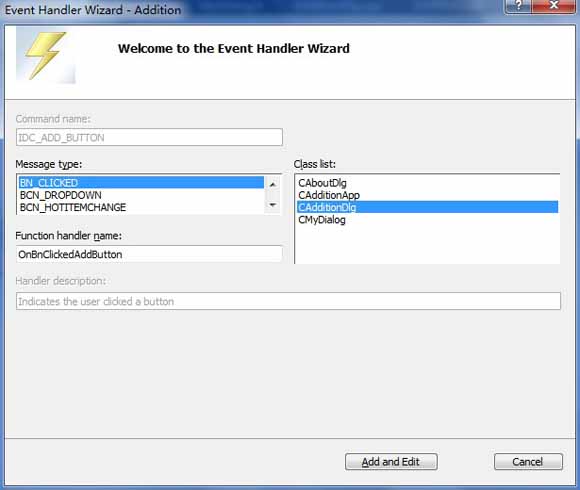 Event Handler Wizard - Addition
Welcome to the Event Handler Wizard
Command name:
IDC_ADD_BUTTON
Message type:
BN_CLICKED
BCN_DROPDOWN
BCN_HOTITEMCHANGE
Class list:
CAboutDlg
CAdditionApp
CAdditionDlg
CMyDialog
Function handler name:
OnBnClickedAddButton
Handler description:
Indicates the user clicked a button
Add and Edit
Cancel